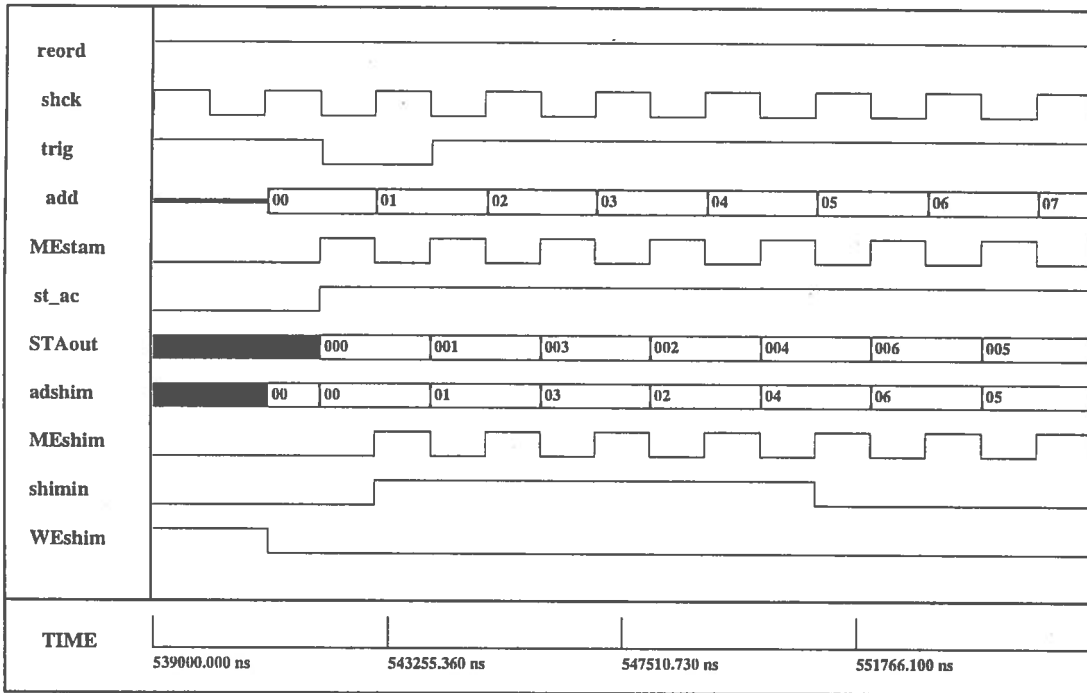 reord
shck
trig
add 00 01 02 03 04 05 06 07
MEstam
st_ac
STAout 000 001 003 002 004 006 005
adshim 00 00 01 03 02 04 06 05
MEshim
shimin
WEshim
TIME
539000.000 ns 543255.360 ns 547510.730 ns 551766.100 ns